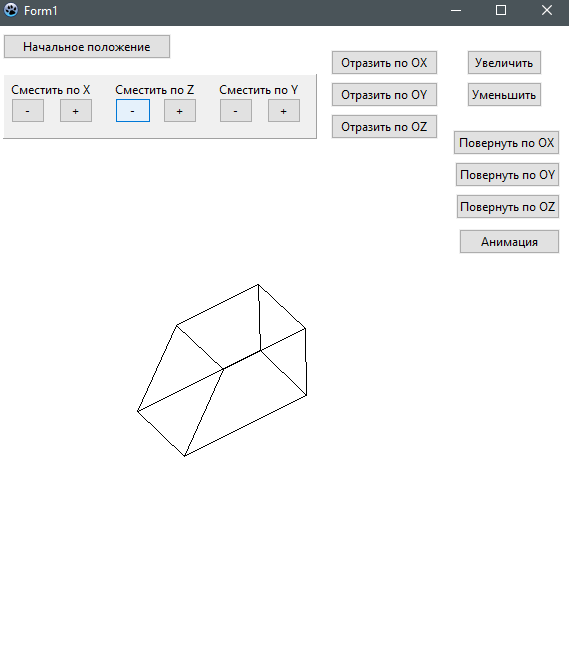 Form1
Начальное положение
Сместить по X
Сместить по Z
Сместить по Y
-
+
-
+
-
+
Отразить по OX
Отразить по OY
Отразить по OZ
Увеличить
Уменьшить
Повернуть по OX
Повернуть по OY
Повернуть по OZ
Анимация